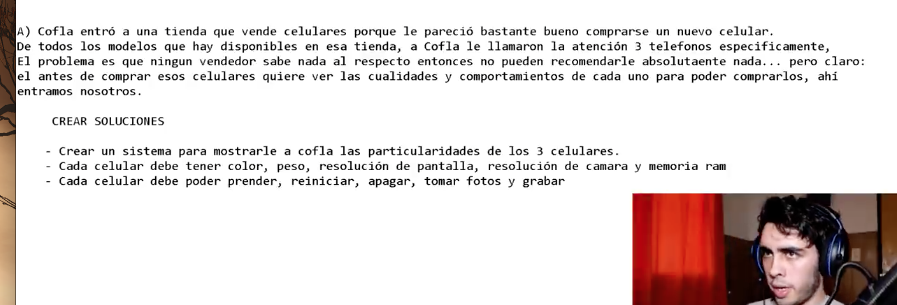 A) Cofla entró a una tienda que vende celulares porque le pareció bastante bueno comprarse un nuevo celular.
De todos los modelos que hay disponibles en esa tienda, a Cofla le llamaron la atención 3 telefonos especificamente,
El problema es que ningun vendedor sabe nada al respecto entonces no pueden recomendarle absolutaente nada... pero claro:
el antes de comprar esos celulares quiere ver las cualidades y comportamientos de cada uno para poder comprarlos, ahí
entramos nosotros.
CREAR SOLUCIONES
- Crear un sistema para mostrarle a cofla las particularidades de los 3 celulares.
- Cada celular debe tener color, peso, resolución de pantalla, resolución de camara y memoria ram
- Cada celular debe poder prender, reiniciar, apagar, tomar fotos y grabar